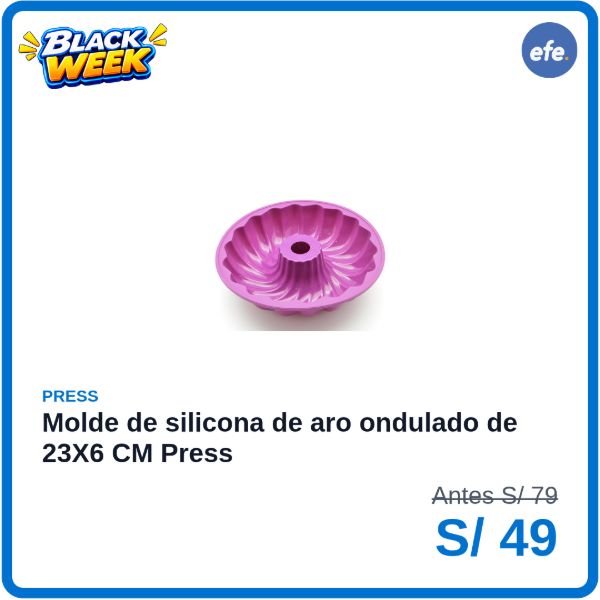 BLACK
WEEK
efe.
PRESS
Molde de silicona de aro ondulado de
23X6 CM Press
Antes S/ 79
S/ 49